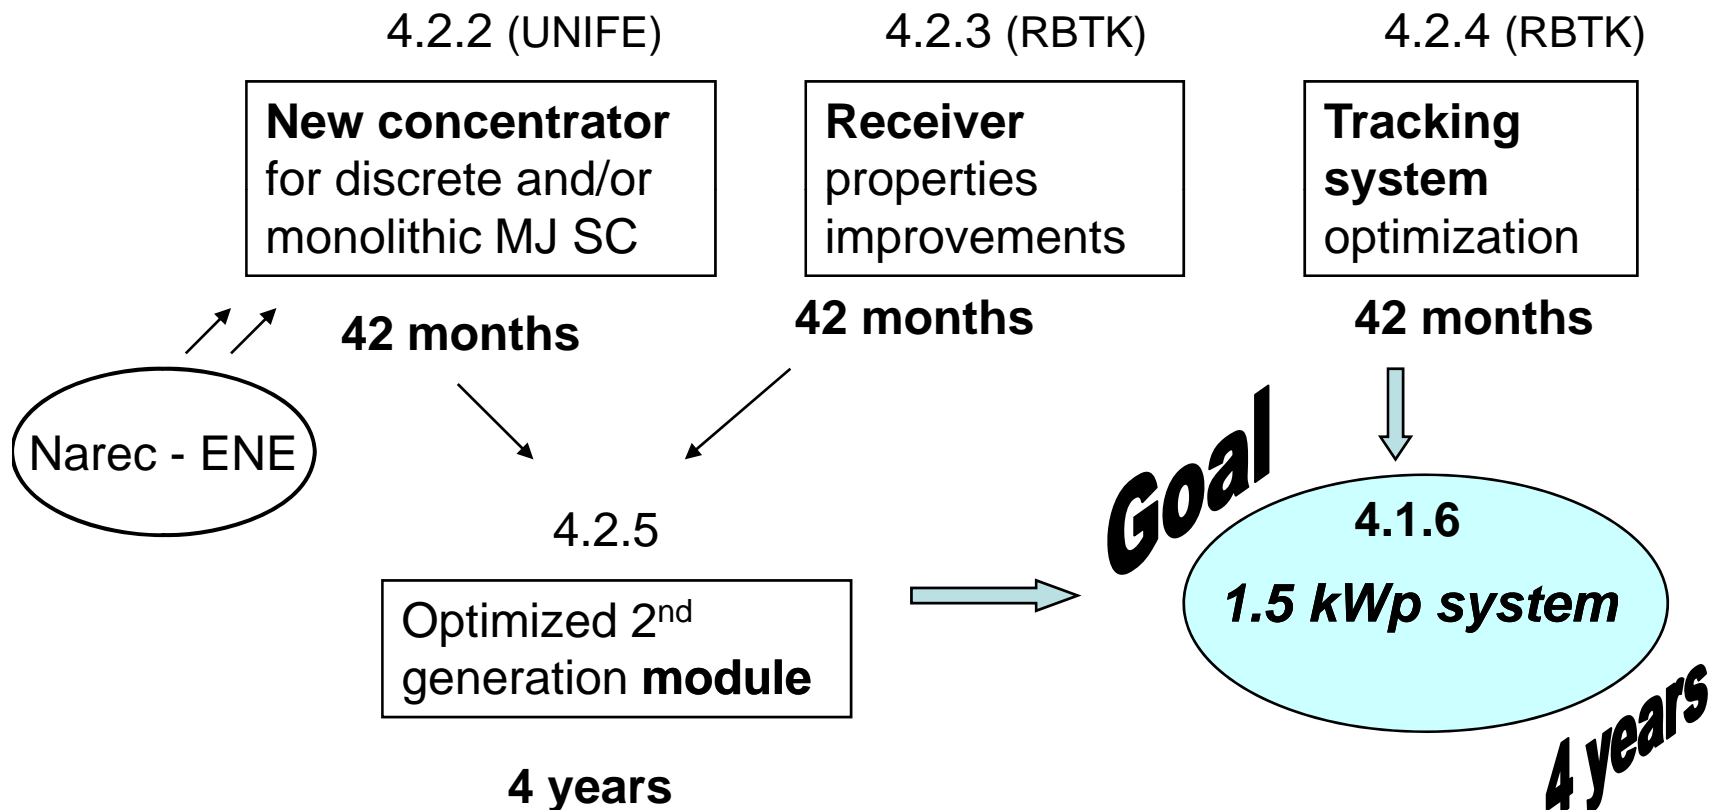 4.2.2 (UNIFE)
4.2.3 (RBTK)
4.2.4 (RBTK)
New concentrator
for discrete and/or
monolithic MJ SC
Receiver
properties
improvements
Tracking
system
optimization
42 months
42 months
42 months
Narec - ENE
4.2.5
Optimized 2nd
generation module
4 years
Goal
4.1.6
1.5 kWp system
4 years